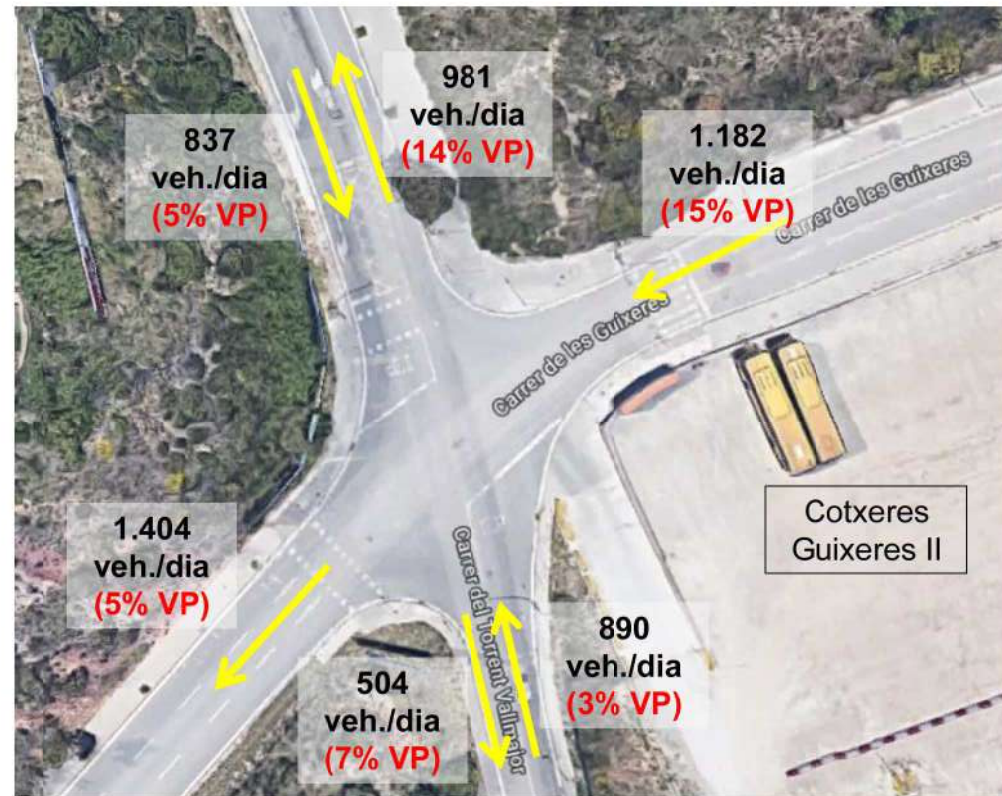 981
veh./dia
(14% VP)
837
veh./dia
(5% VP)
1.182
veh./dia
(15% VP)
Carrer de les Guixeres
Carrer de les Guixeres
Cotxeres
Guixeres II
1.404
veh./dia
(5% VP)
Carrer del Torrent Vallmajor
890
veh./dia
(3% VP)
504
veh./dia
(7% VP)